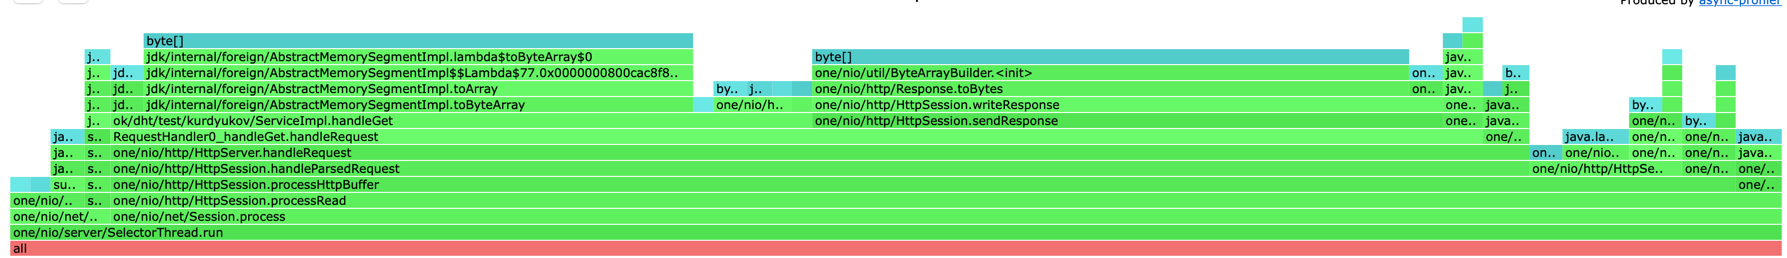 Produced by async-profiler
byte[]
j.. jdk/internal/foreign/AbstractMemorySegmentImpl.lambda$toByteArray$0 byte[] jav..
j.. jd.. jdk/internal/foreign/AbstractMemorySegmentImpl$$Lambda$77.0x0000000800cac8f8.. one/nio/util/ByteArrayBuilder.<init> on.. jav.. b..
j.. jd.. jdk/internal/foreign/AbstractMemorySegmentImpl.toArray by.. j.. one/nio/http/Response.toBytes on.. jav.. j..
j.. jd.. jdk/internal/foreign/AbstractMemorySegmentImpl.toByteArray one/nio/h.. one/nio/http/HttpSession.writeResponse one.. java.. by..
j.. ok/dht/test/kurdyukov/ServiceImpl.handleGet one/nio/http/HttpSession.sendResponse one.. java.. one/n.. by..
ja.. s.. RequestHandler0_handleGet.handleRequest one/.. java.la.. one/n.. one/n.. java..
ja.. s.. one/nio/http/HttpServer.handleRequest on.. one/nio.. one/n.. one/n.. java..
ja.. s.. one/nio/http/HttpSession.handleParsedRequest one/nio/http/HttpSe.. one/n.. one/..
su.. s.. one/nio/http/HttpSession.processHttpBuffer one/..
one/nio/.. s.. one/nio/http/HttpSession.processRead
one/nio/net/.. one/nio/net/Session.process
one/nio/server/SelectorThread.run
all